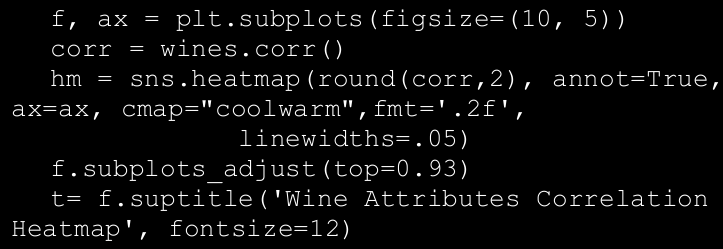 f, ax = plt.subplots(figsize=(10, 5))
corr = wines.corr()
hm = sns.heatmap(round(corr,2), annot=True,
ax=ax, cmap="coolwarm",fmt='.2f',
linewidths=.05)
f.subplots_adjust(top=0.93)
t= f.suptitle('Wine Attributes Correlation
Heatmap', fontsize=12)